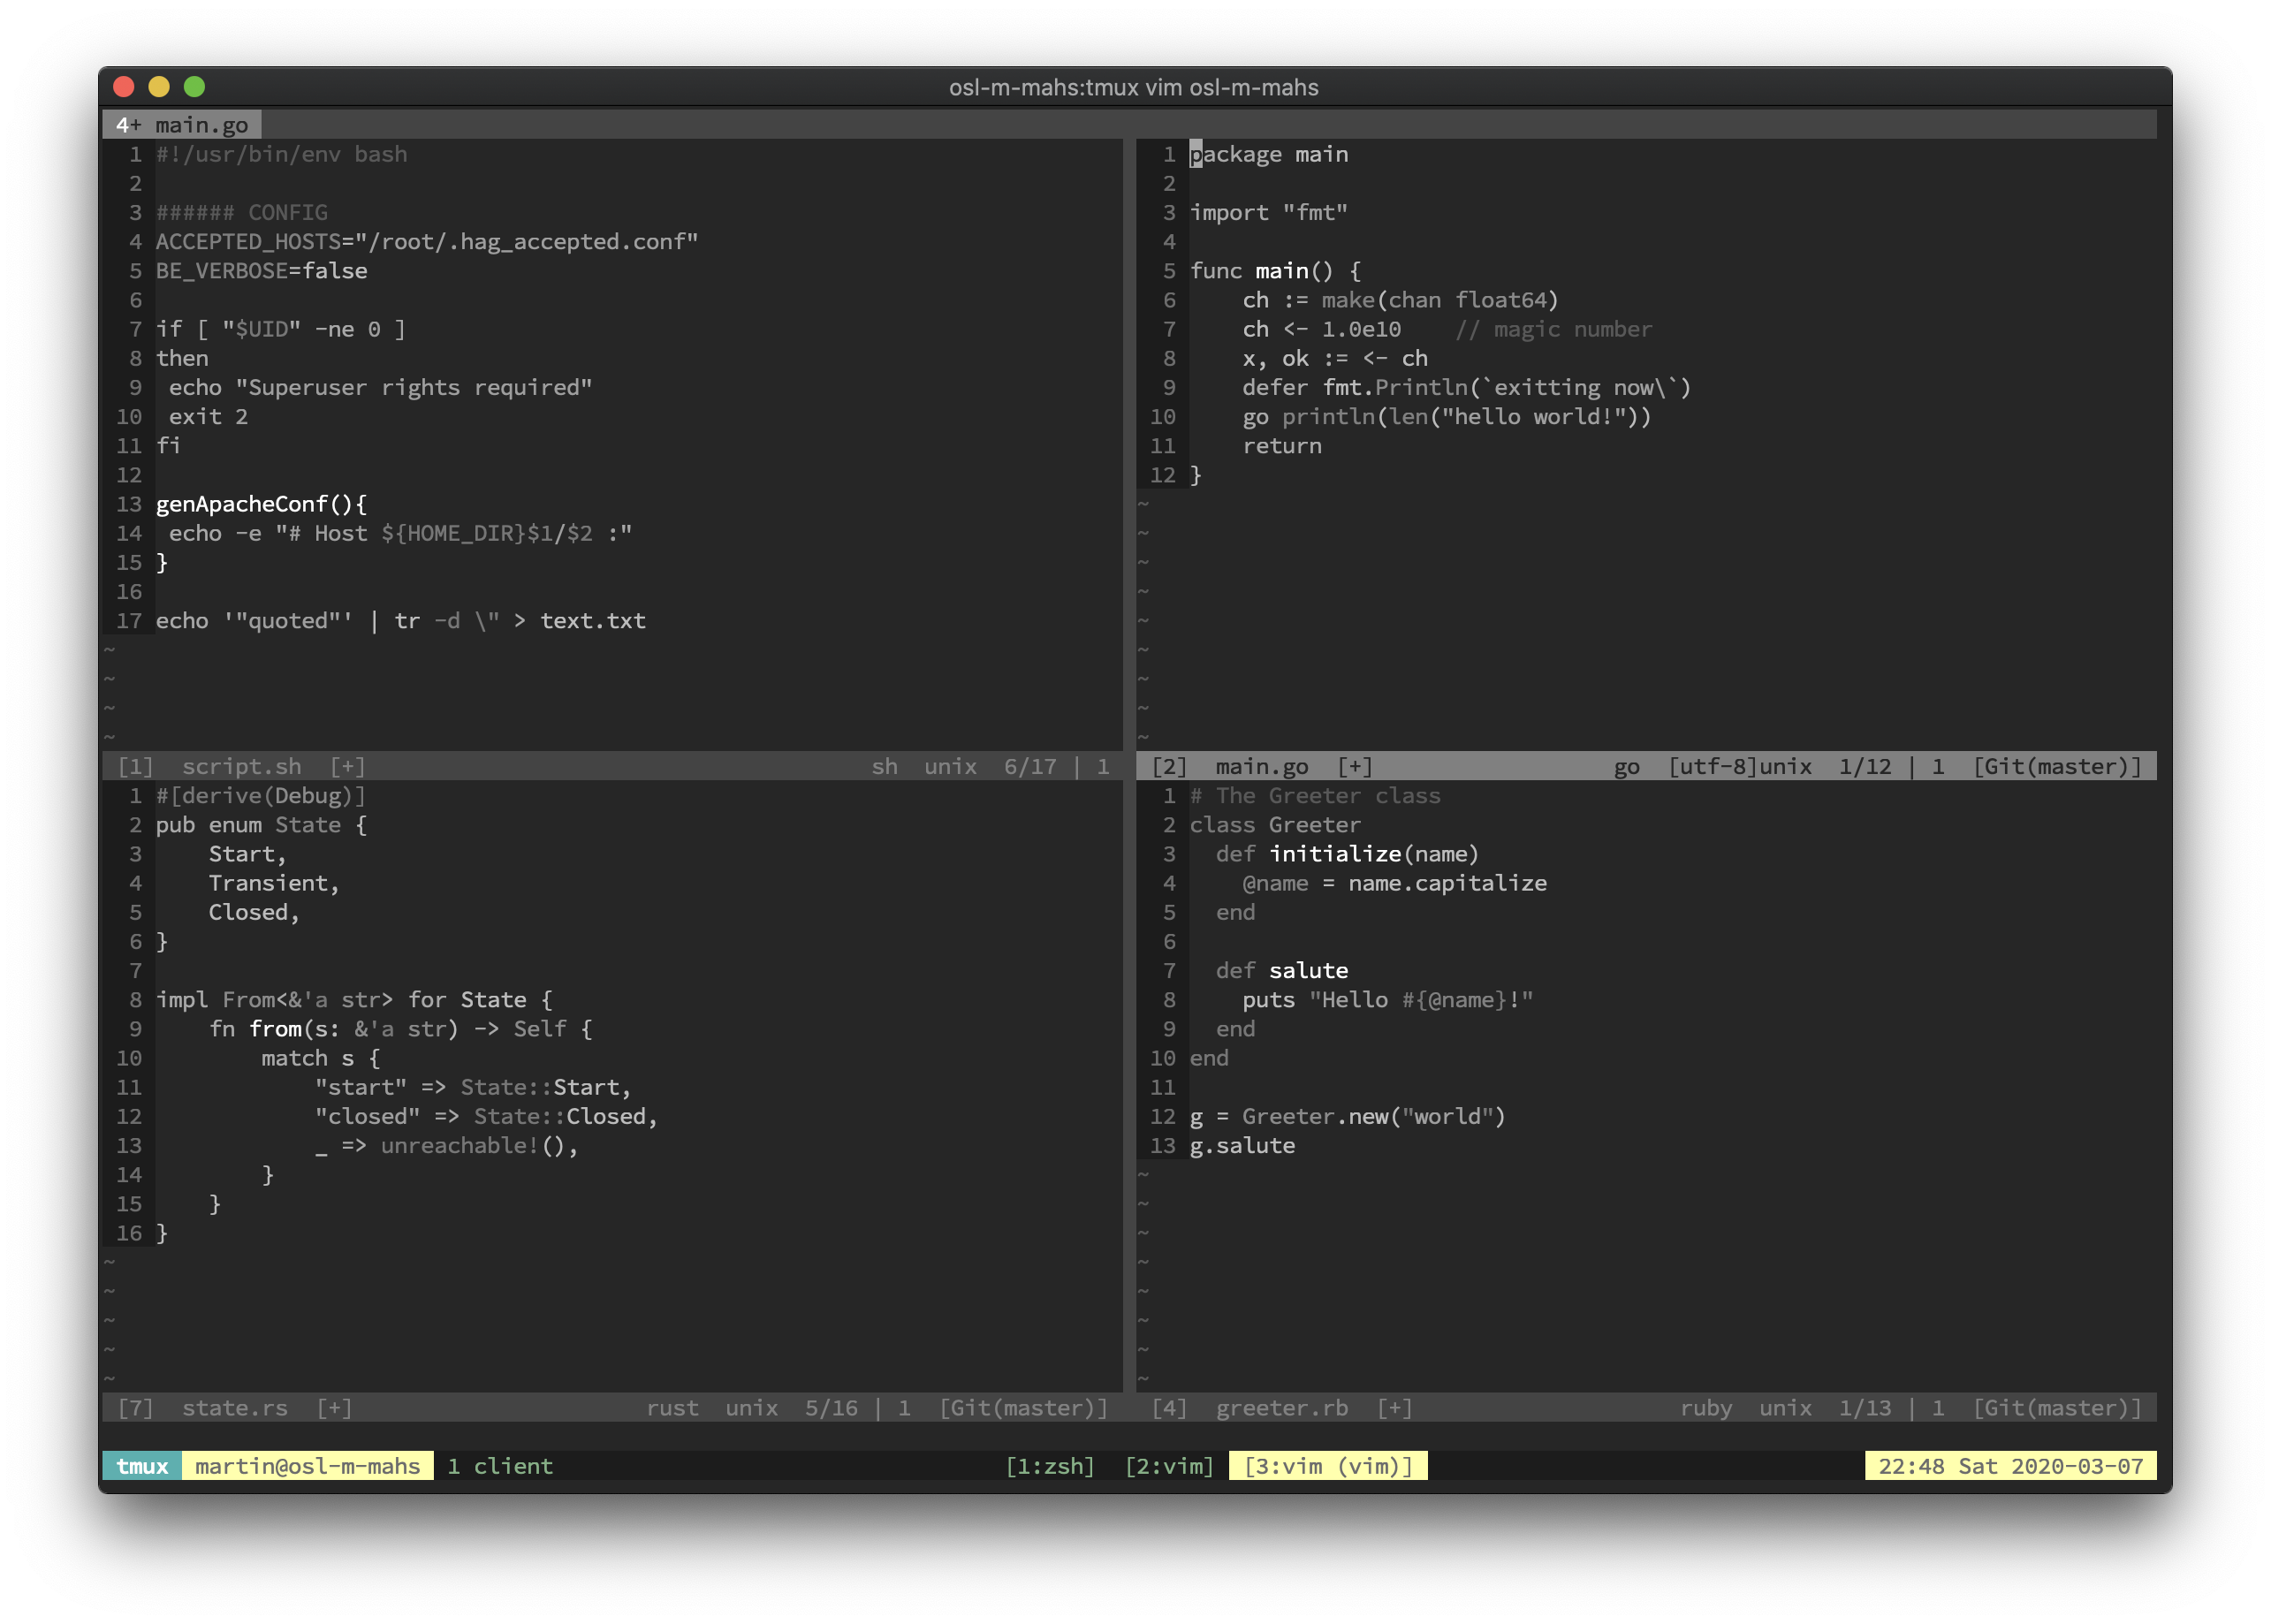 osl-m-mahs:tmux vim osl-m-mahs
4+ main.go
1 #!/usr/bin/env bash
2
3 ###### CONFIG
4 ACCEPTED_HOSTS="/root/.hag_accepted.conf"
5 BE_VERBOSE=false
6
7 if [ "$UID" -ne 0 ]
8 then
9  echo "Superuser rights required"
10  exit 2
11 fi
12
13 genApacheConf(){
14  echo -e "# Host ${HOME_DIR}$1/$2 :"
15 }
16
17 echo '"quoted"' | tr -d \" > text.txt
~
~
~
~
[1] script.sh [+] sh unix 6/17 | 1
1 package main
2
3 import "fmt"
4
5 func main() {
6     ch := make(chan float64)
7     ch <- 1.0e10    // magic number
8     x, ok := <- ch
9     defer fmt.Println(`exitting now\`)
10     go println(len("hello world!"))
11     return
12 }
~
~
~
~
~
~
~
~
~
[2] main.go [+] go [utf-8]unix 1/12 | 1 [Git(master)]
1 #[derive(Debug)]
2 pub enum State {
3     Start,
4     Transient,
5     Closed,
6 }
7
8 impl From<&'a str> for State {
9     fn from(s: &'a str) -> Self {
10         match s {
11             "start" => State::Start,
12             "closed" => State::Closed,
13             _ => unreachable!(),
14         }
15     }
16 }
~
~
~
~
~
[7] state.rs [+] rust unix 5/16 | 1 [Git(master)]
1 # The Greeter class
2 class Greeter
3   def initialize(name)
4     @name = name.capitalize
5   end
6
7   def salute
8     puts "Hello #{@name}!"
9   end
10 end
11
12 g = Greeter.new("world")
13 g.salute
~
~
~
~
~
~
~
~
[4] greeter.rb [+] ruby unix 1/13 | 1 [Git(master)]
tmux martin@osl-m-mahs 1 client [1:zsh] [2:vim] [3:vim (vim)] 22:48 Sat 2020-03-07